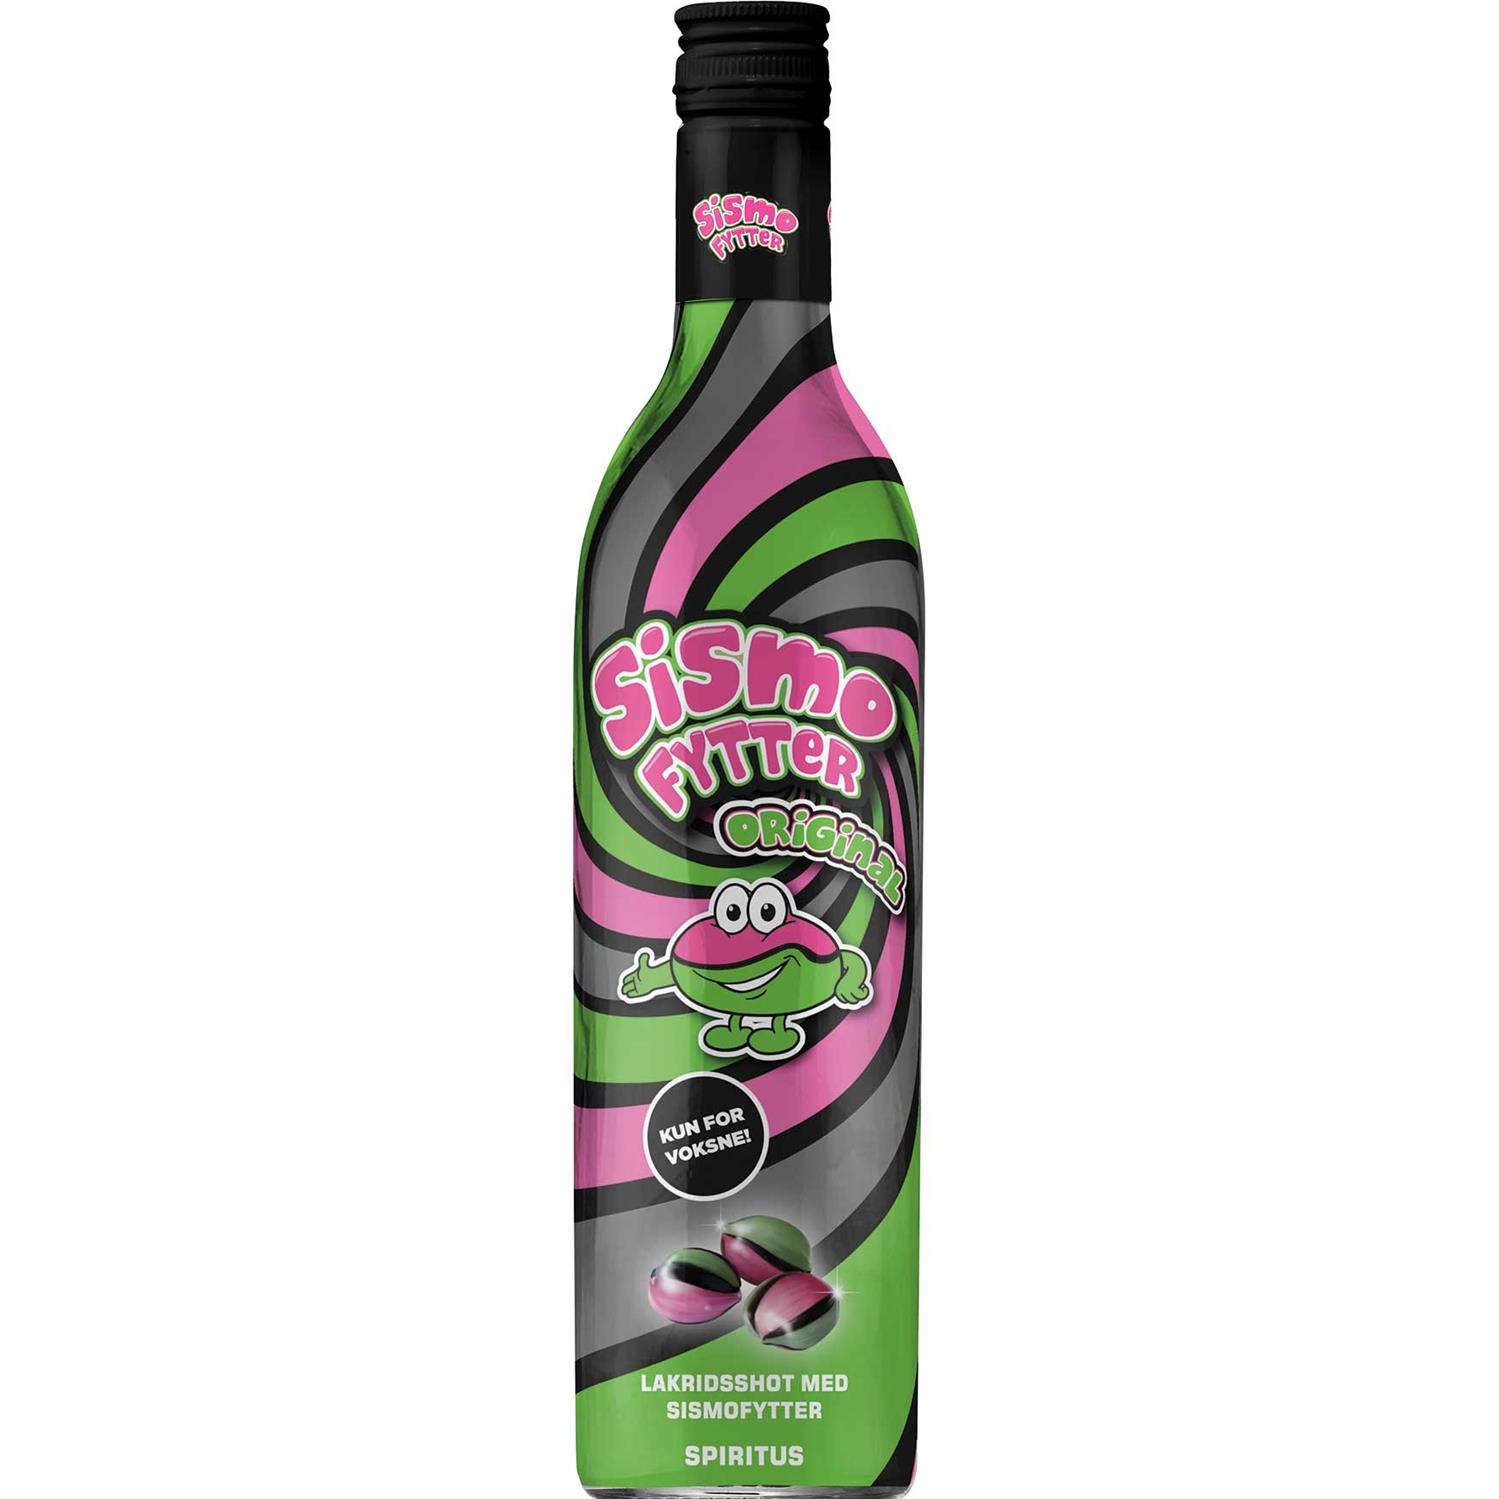 Sismo
FYTTER
Sismo
FYTTER
ORiGinaL
KUN FOR
VOKSNE!
LAKRIDSSHOT MED
SISMOFYTTER
SPIRITUS